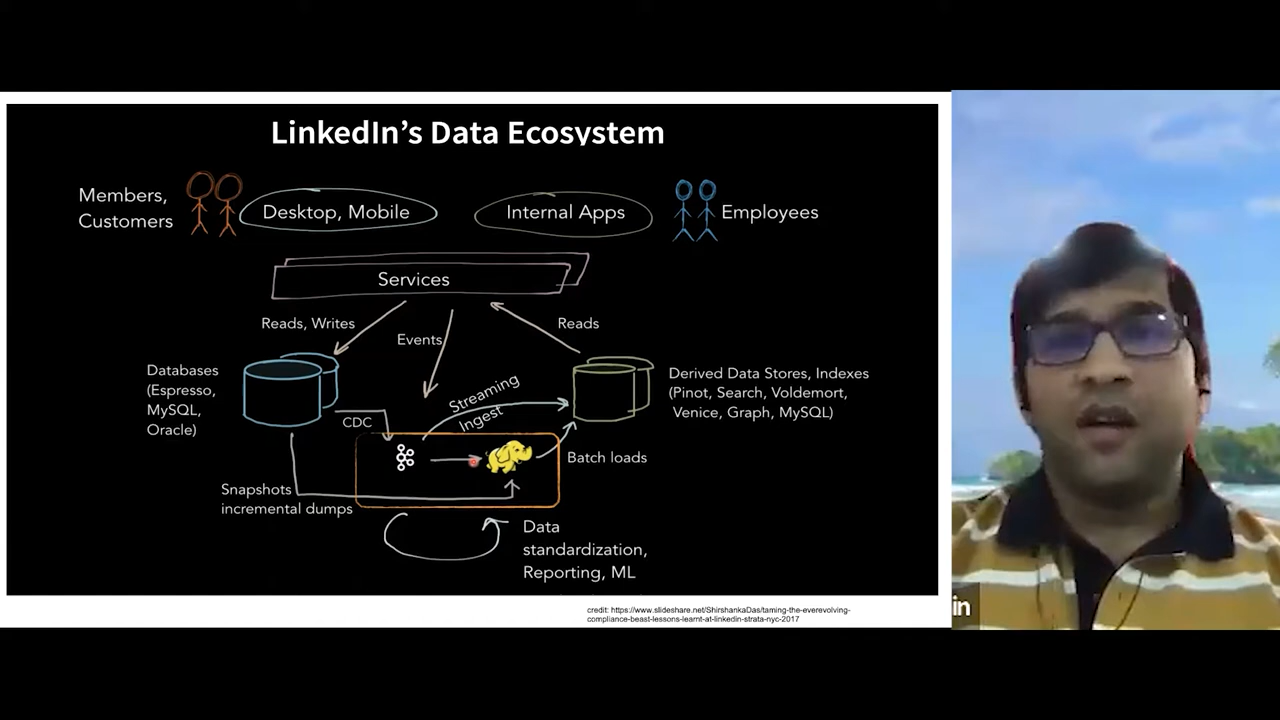 LinkedIn's Data Ecosystem
Members,
Customers
Desktop, Mobile
Internal Apps
Employees
Services
Reads, Writes
Events
Reads
Databases
(Espresso,
MySQL,
Oracle)
CDC
Streaming
Ingest
Derived Data Stores, Indexes
(Pinot, Search, Voldemort,
Venice, Graph, MySQL)
Batch loads
Snapshots
incremental dumps
Data
standardization,
Reporting, ML
credit: https://www.slideshare.net/ShirshankaDas/taming-the-everevolving-
compliance-beast-lessons-learnt-at-linkedin-strata-nyc-2017
in